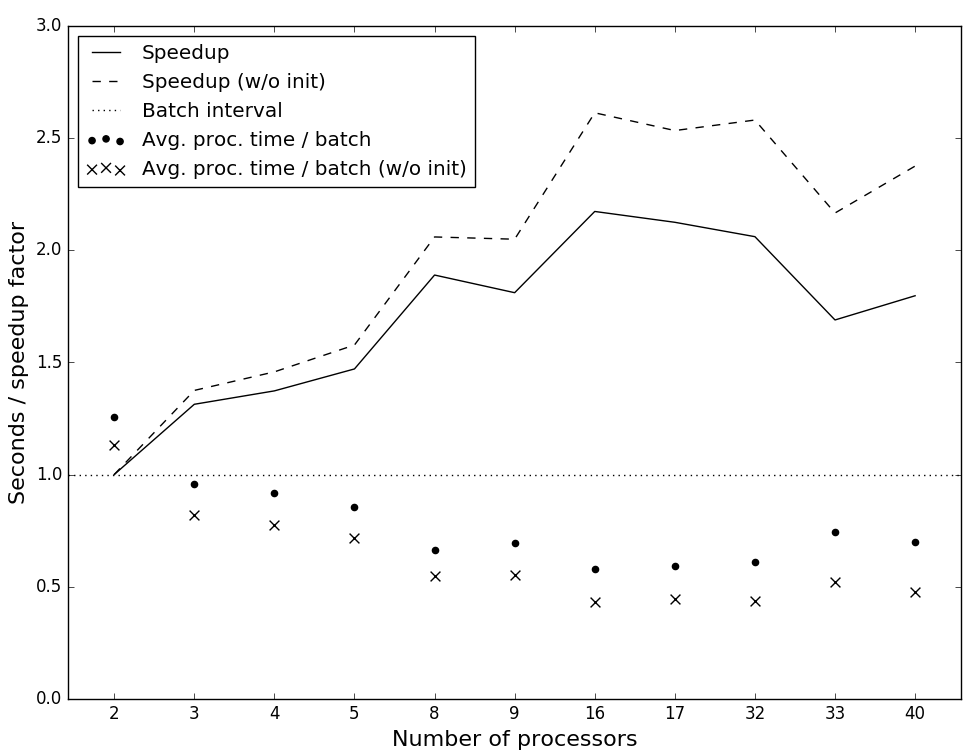 3.0
2.5
2.0
1.5
1.0
0.5
0.0
Seconds / speedup factor
Speedup
Speedup (w/o init)
Batch interval
Avg. proc. time / batch
Avg. proc. time / batch (w/o init)
2 3 4 5 8 9 16 17 32 33 40
Number of processors